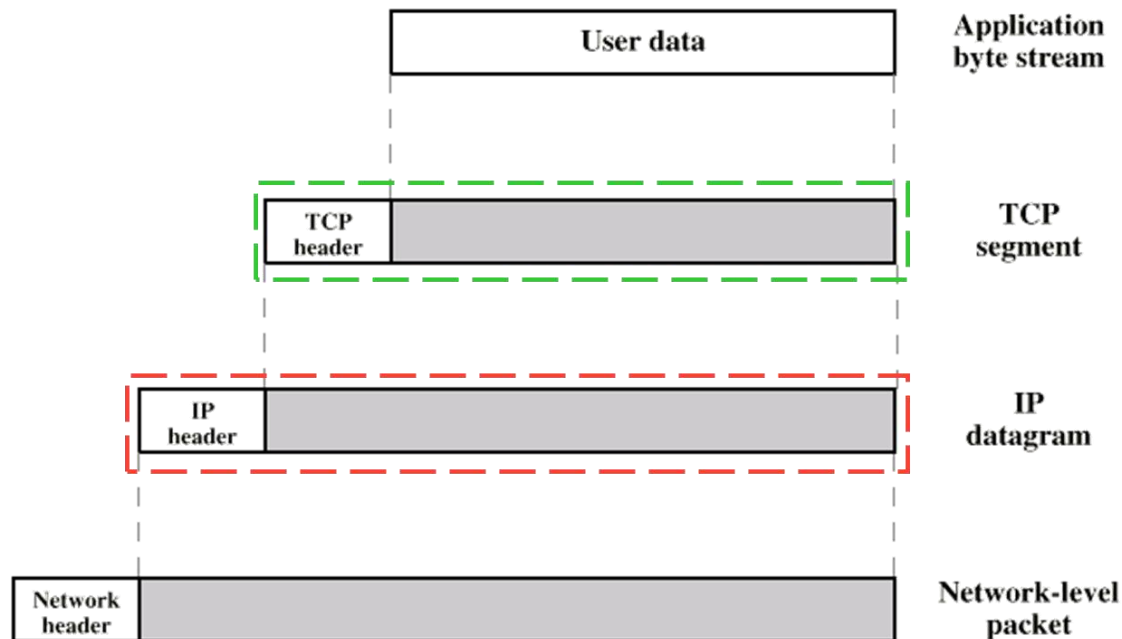 User data
Application
byte stream
TCP
header
TCP
segment
IP
header
IP
datagram
Network
header
Network-level
packet